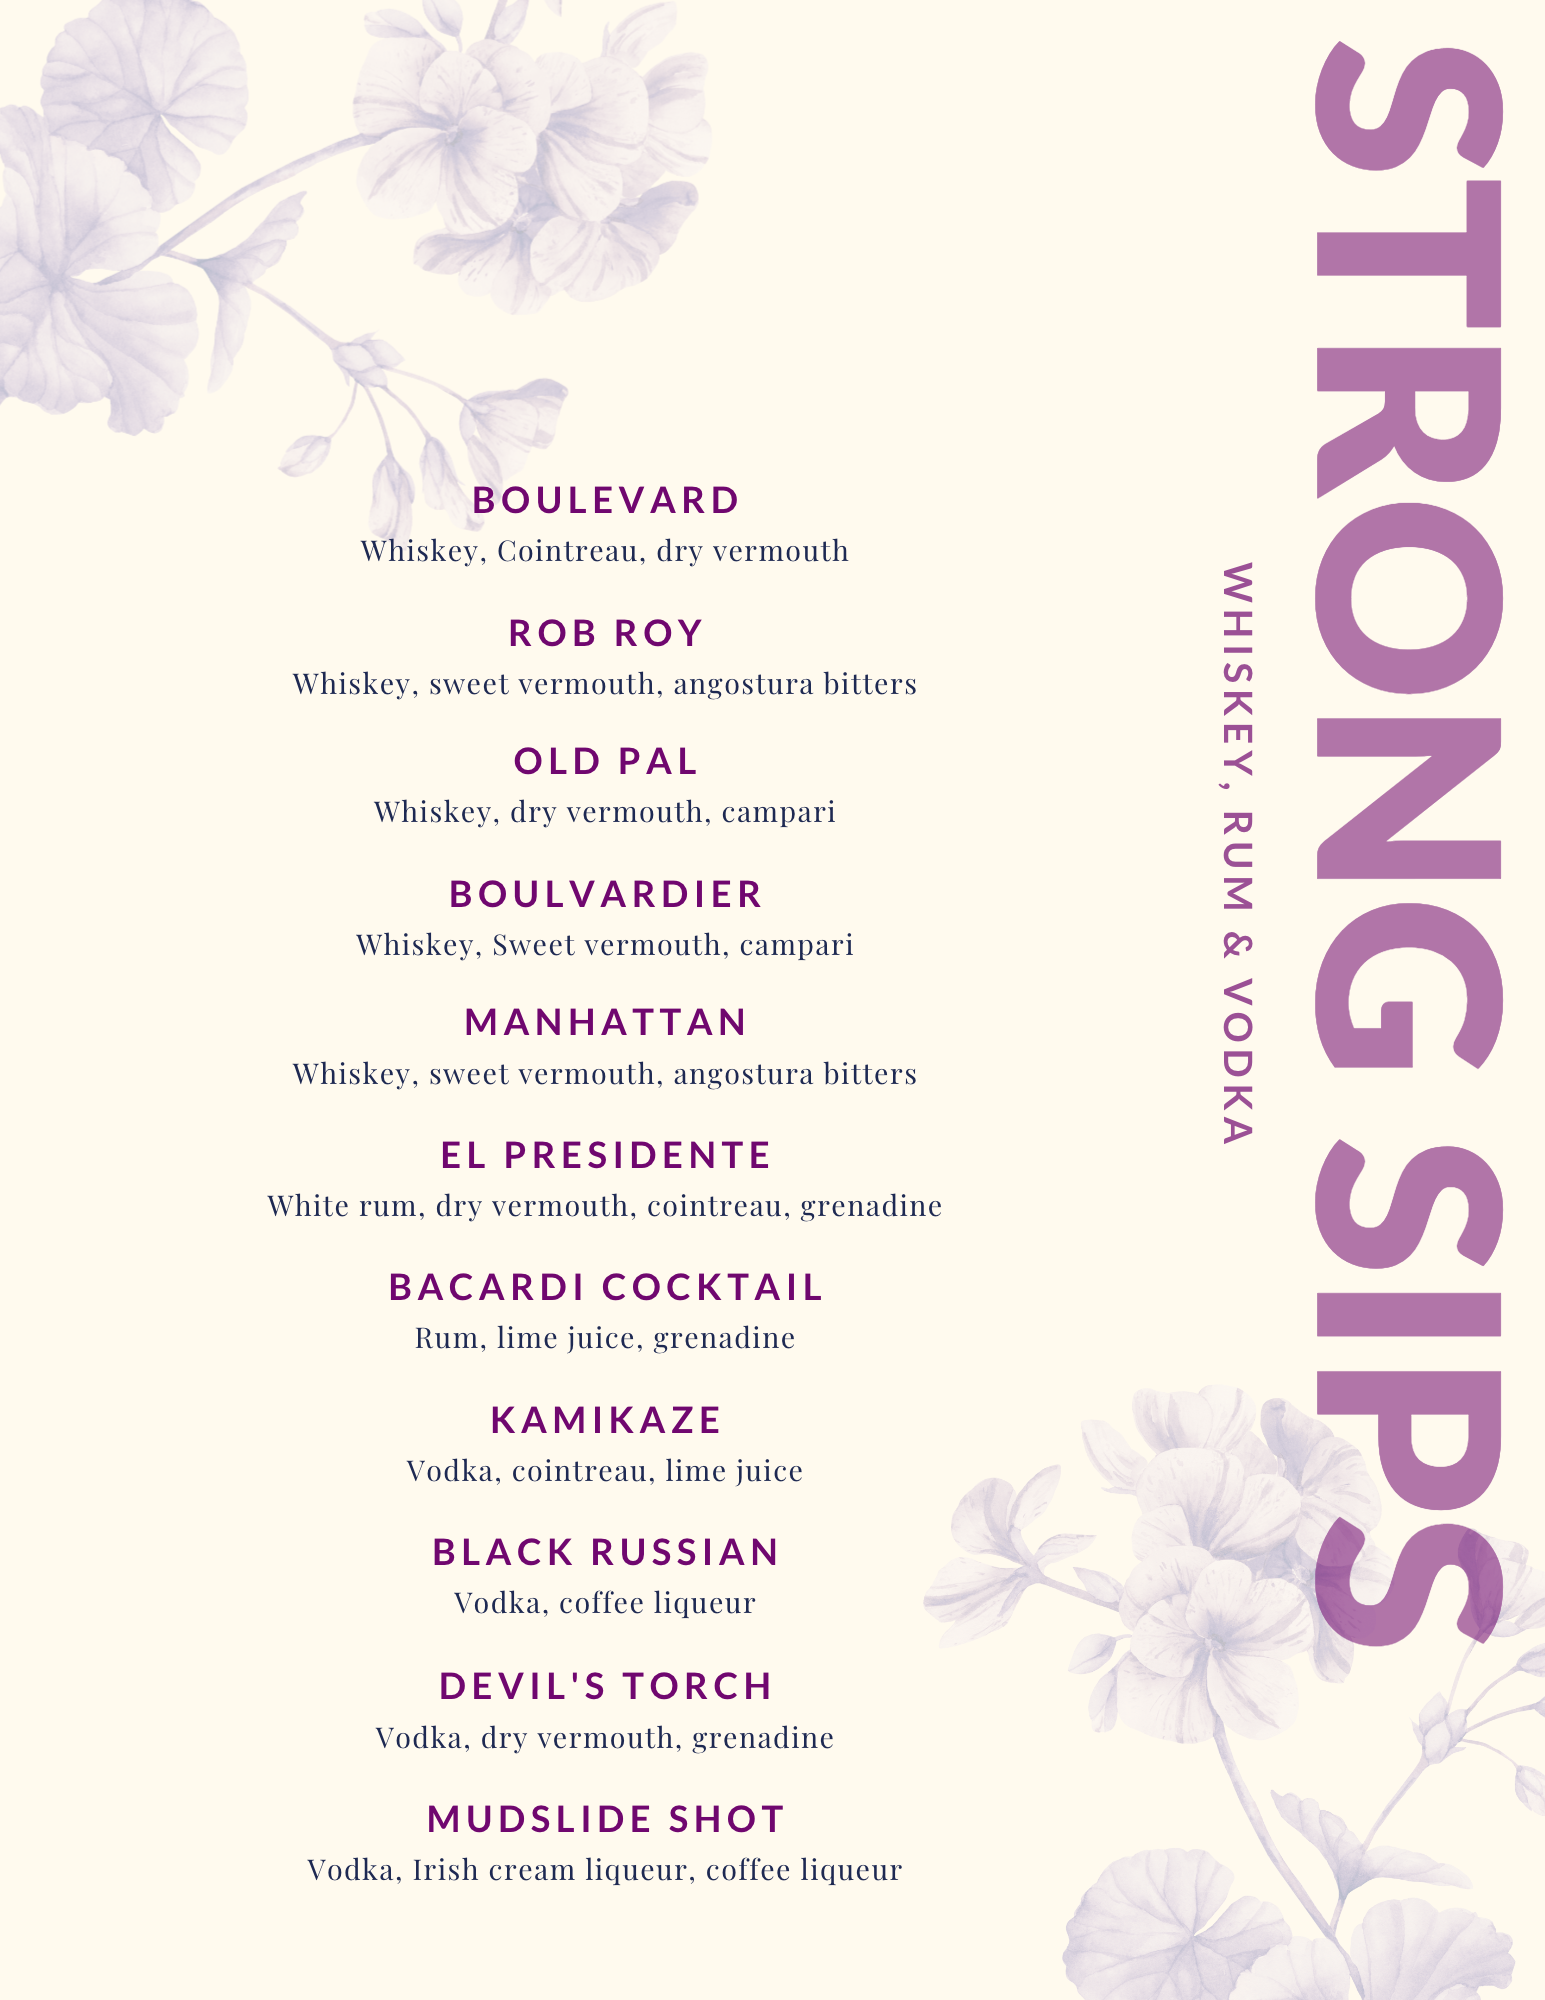 STRONG SIPS
WHISKEY, RUM & VODKA
BOULEVARD
Whiskey, Cointreau, dry vermouth
ROB ROY
Whiskey, sweet vermouth, angostura bitters
OLD PAL
Whiskey, dry vermouth, campari
BOULVARDIER
Whiskey, Sweet vermouth, campari
MANHATTAN
Whiskey, sweet vermouth, angostura bitters
EL PRESIDENTE
White rum, dry vermouth, cointreau, grenadine
BACARDI COCKTAIL
Rum, lime juice, grenadine
KAMIKAZE
Vodka, cointreau, lime juice
BLACK RUSSIAN
Vodka, coffee liqueur
DEVIL'S TORCH
Vodka, dry vermouth, grenadine
MUDSLIDE SHOT
Vodka, Irish cream liqueur, coffee liqueur